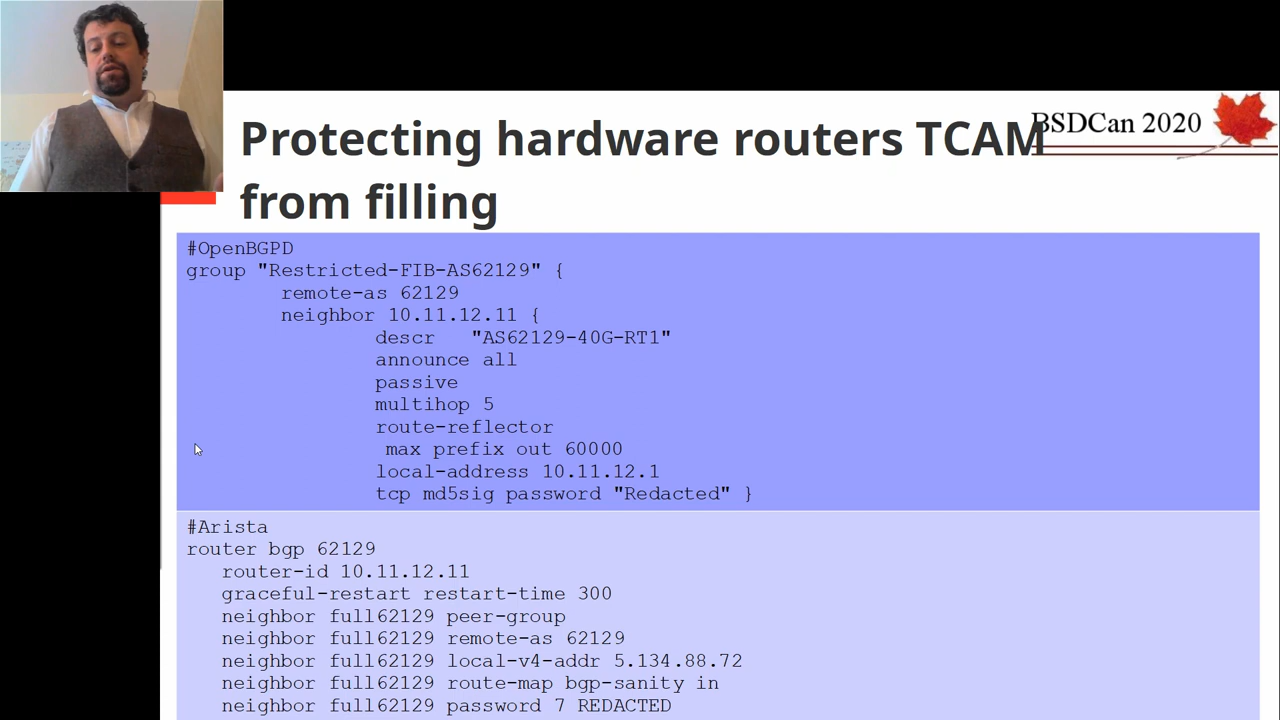 BSDCan 2020
Protecting hardware routers TCAM
from filling
#OpenBGPD
group "Restricted-FIB-AS62129" {
remote-as 62129
neighbor 10.11.12.11 {
descr "AS62129-40G-RT1"
announce all
passive
multihop 5
route-reflector
max prefix out 60000
local-address 10.11.12.1
tcp md5sig password "Redacted" }
#Arista
router bgp 62129
router-id 10.11.12.11
graceful-restart restart-time 300
neighbor full62129 peer-group
neighbor full62129 remote-as 62129
neighbor full62129 local-v4-addr 5.134.88.72
neighbor full62129 route-map bgp-sanity in
neighbor full62129 password 7 REDACTED